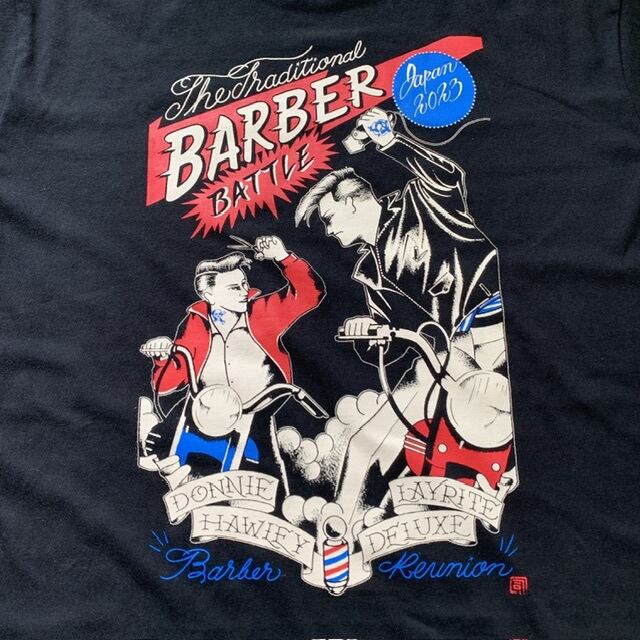 The Traditional
BARBER
BATTLE
Japan
2023
DONNIE
HAWLEY
LAYRITE
DELUXE
Barber Reunion